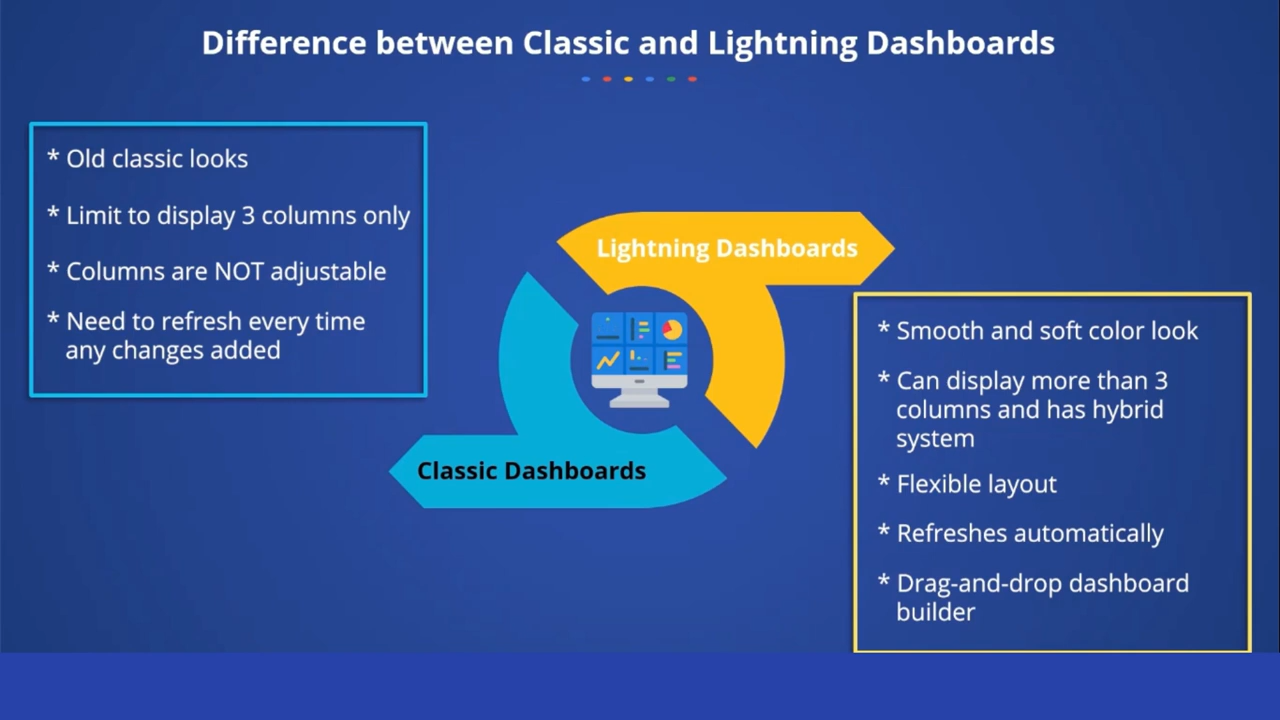 Difference between Classic and Lightning Dashboards
* Old classic looks
* Limit to display 3 columns only
* Columns are NOT adjustable
* Need to refresh every time
any changes added
Lightning Dashboards
Classic Dashboards
* Smooth and soft color look
* Can display more than 3
columns and has hybrid
system
* Flexible layout
* Refreshes automatically
* Drag-and-drop dashboard
builder